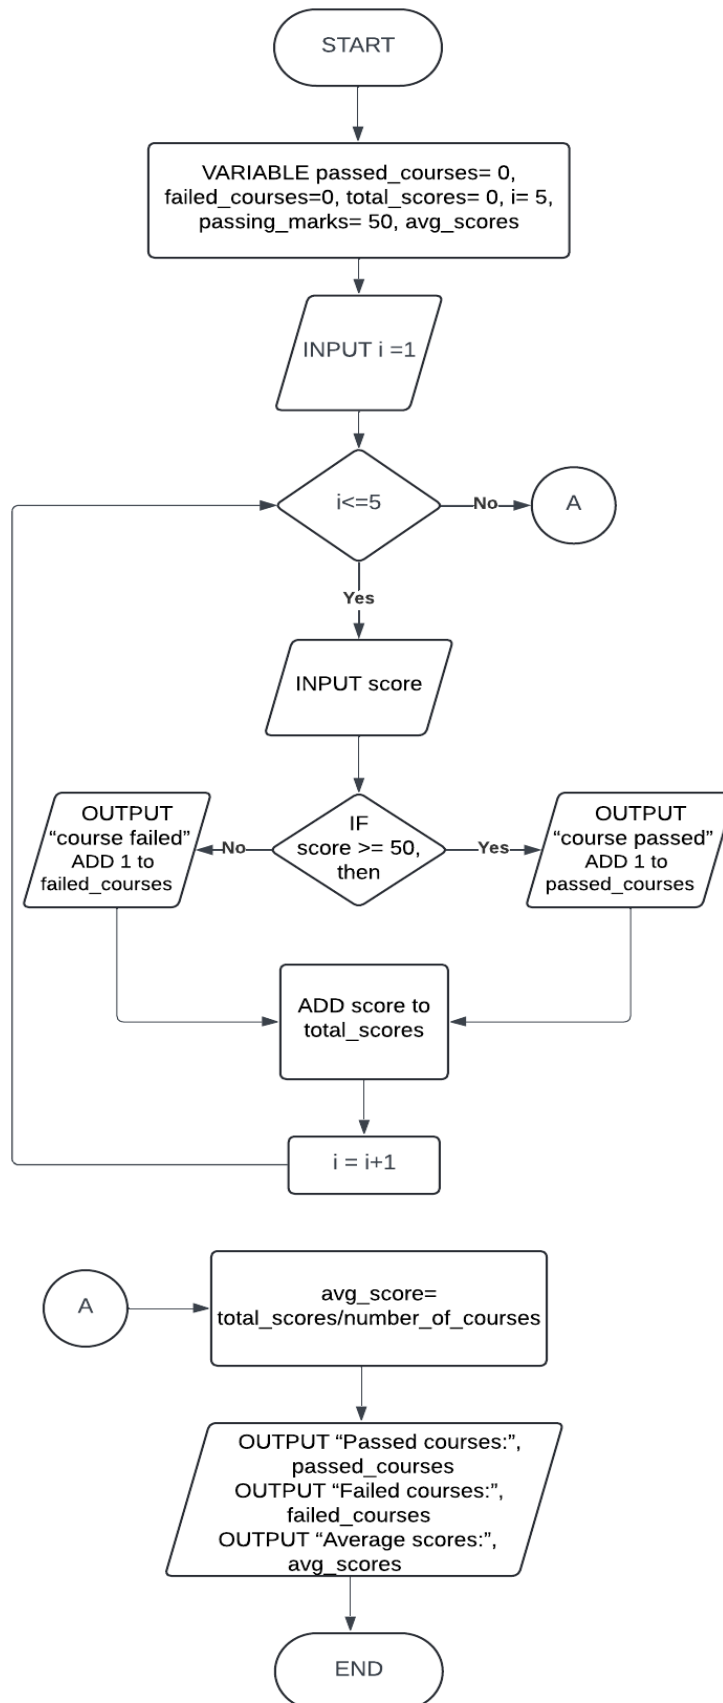 START
VARIABLE passed_courses= 0,
failed_courses=0, total_scores= 0, i= 5,
passing_marks= 50, avg_scores
INPUT i =1
i<=5
No
A
Yes
INPUT score
OUTPUT
“course failed”
ADD 1 to
failed_courses
No
IF
score >= 50,
then
Yes
OUTPUT
“course passed”
ADD 1 to
passed_courses
ADD score to
total_scores
i = i+1
A
avg_score=
total_scores/number_of_courses
OUTPUT “Passed courses:”,
passed_courses
OUTPUT “Failed courses:”,
failed_courses
OUTPUT “Average scores:”,
avg_scores
END